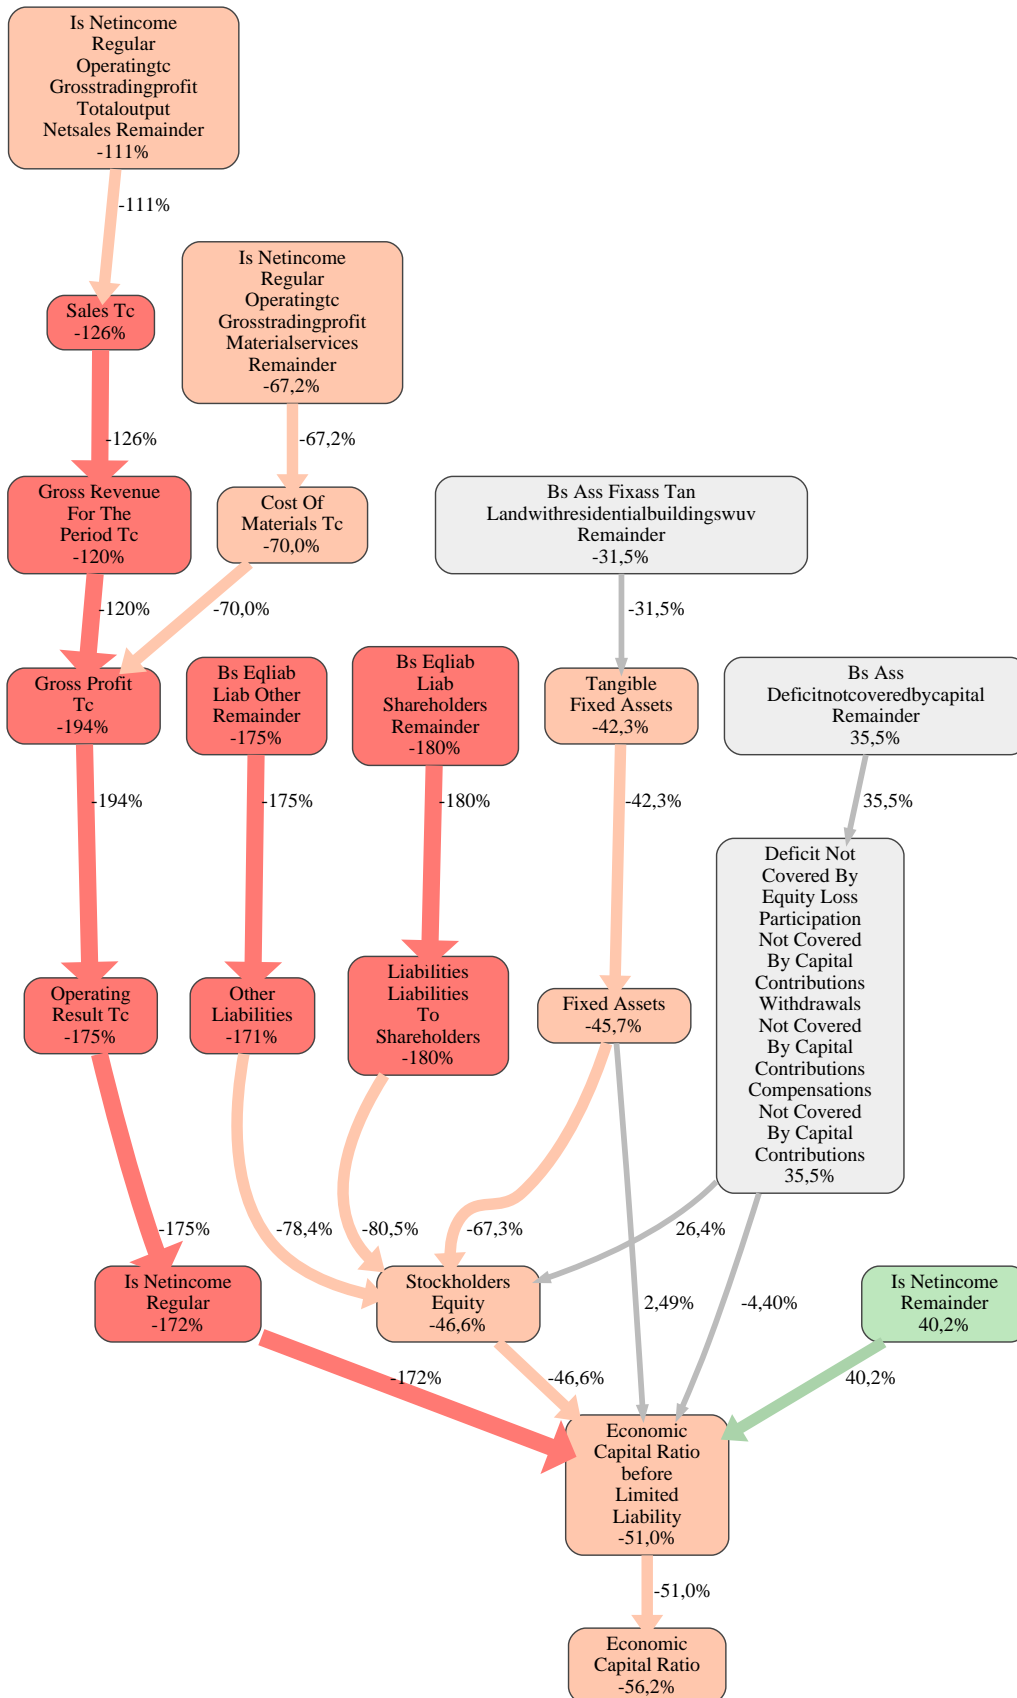 Is Netincome
Regular
Operatingtc
Grosstradingprofit
Totaloutput
Netsales Remainder
-111%
-111%
Is Netincome
Regular
Operatingtc
Grosstradingprofit
Materialservices
Remainder
-67,2%
Sales Tc
-126%
-126%
-67,2%
Gross Revenue
For The
Period Tc
-120%
Cost Of
Materials Tc
-70,0%
Bs Ass Fixass Tan
Landwithresidentialbuildingswuv
Remainder
-31,5%
-120%
-70,0%
-31,5%
Gross Profit
Tc
-194%
Bs Eqliab
Liab Other
Remainder
-175%
Bs Eqliab
Liab
Shareholders
Remainder
-180%
Tangible
Fixed Assets
-42,3%
Bs Ass
Deficitnotcoveredbycapital
Remainder
35,5%
-194%
-175%
-180%
-42,3%
35,5%
Operating
Result Tc
-175%
Other
Liabilities
-171%
Liabilities
Liabilities
To
Shareholders
-180%
Fixed Assets
-45,7%
Deficit Not
Covered By
Equity Loss
Participation
Not Covered
By Capital
Contributions
Withdrawals
Not Covered
By Capital
Contributions
Compensations
Not Covered
By Capital
Contributions
35,5%
-175%
-78,4%
-80,5%
-67,3%
26,4%
Is Netincome
Regular
-172%
Stockholders
Equity
-46,6%
2,49%
-4,40%
Is Netincome
Remainder
40,2%
-172%
-46,6%
40,2%
Economic
Capital Ratio
before
Limited
Liability
-51,0%
-51,0%
Economic
Capital Ratio
-56,2%